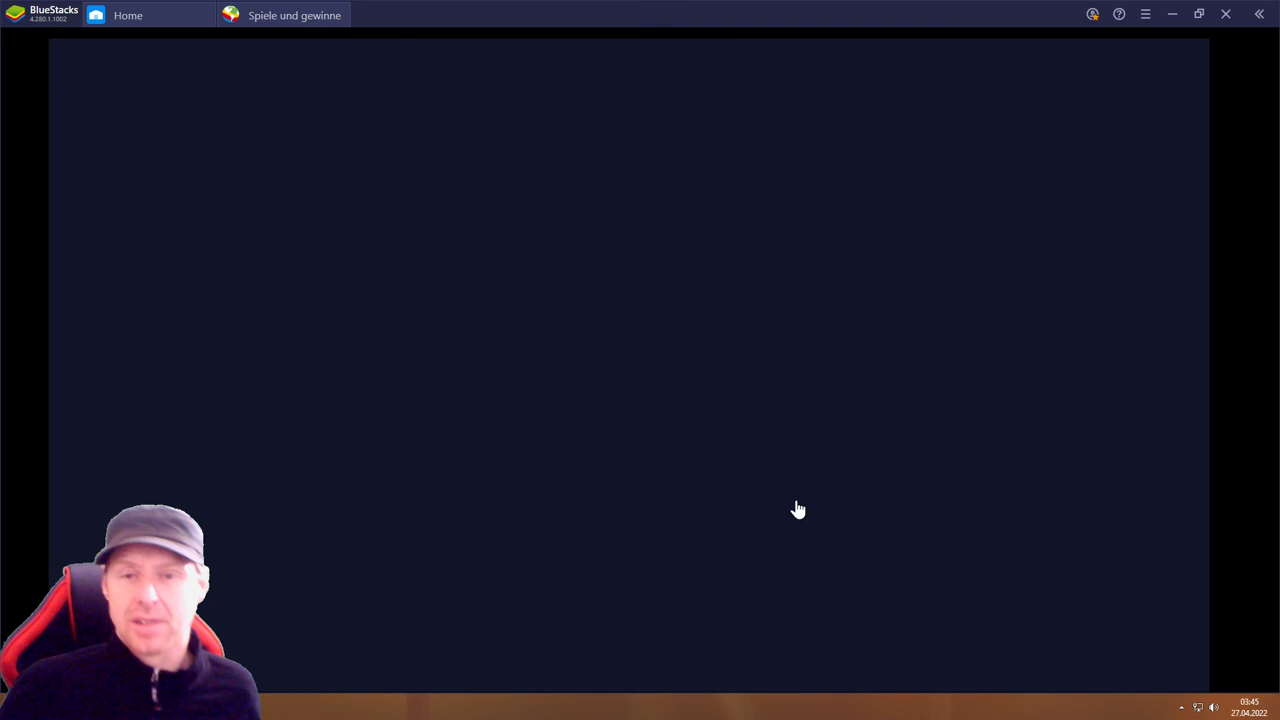 BlueStacks
4.280.1.1002
Home
Spiele und gewinne
03:45
27.04.2022